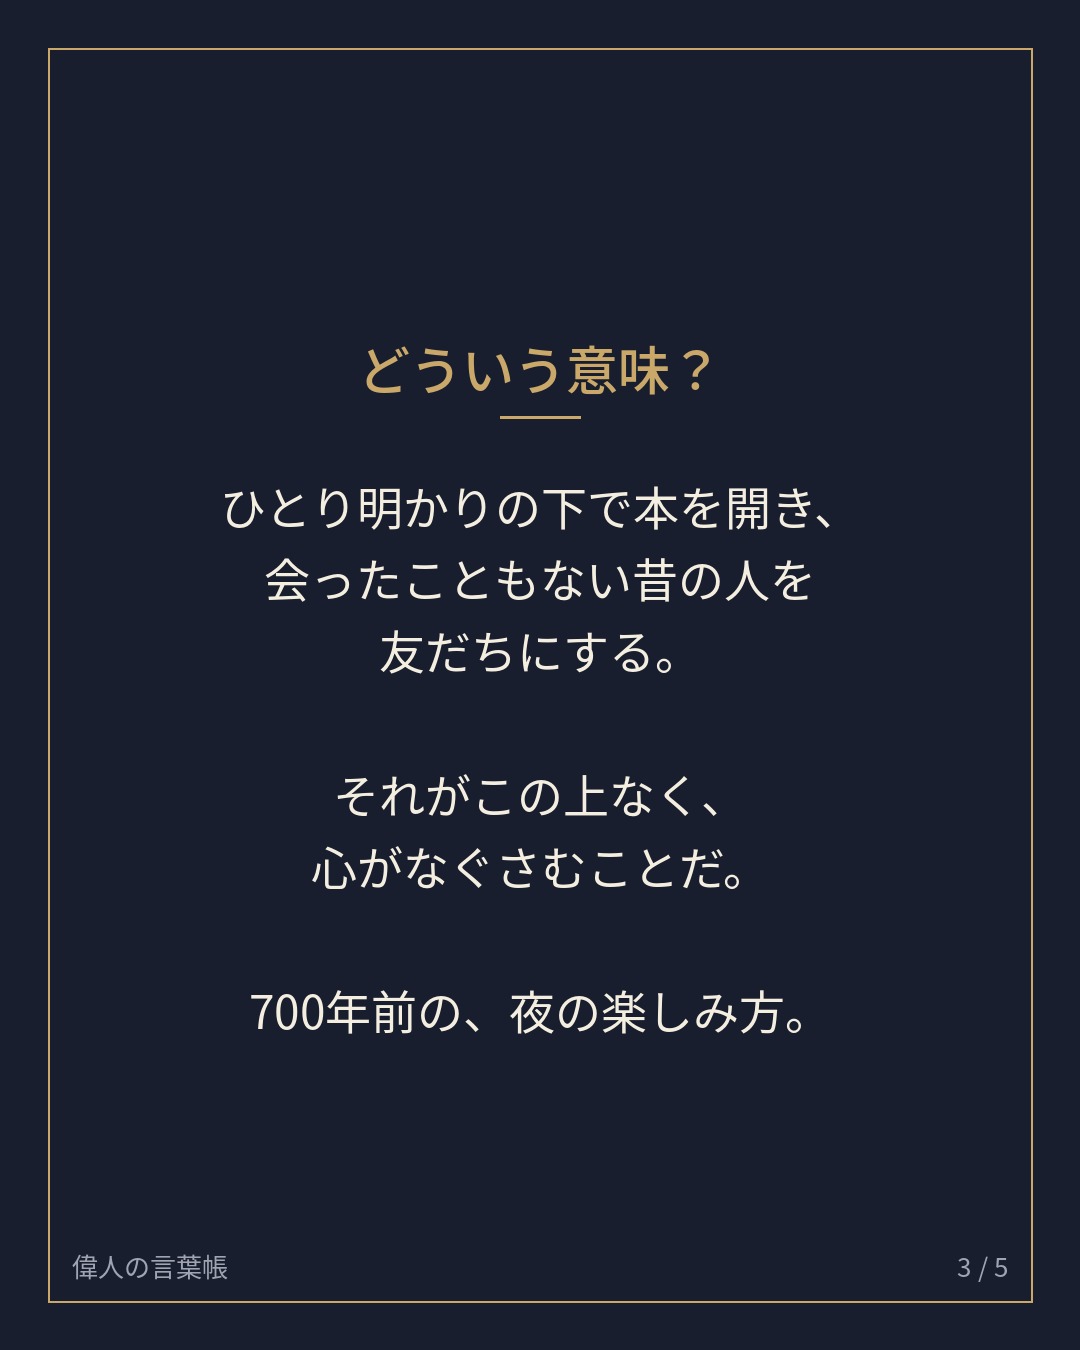 どういう意味？
ひとり明かりの下で本を開き、
会ったこともない昔の人を
友だちにする。
それがこの上なく、
心がなぐさむことだ。
700年前の、夜の楽しみ方。
偉人の言葉帳
3 / 5